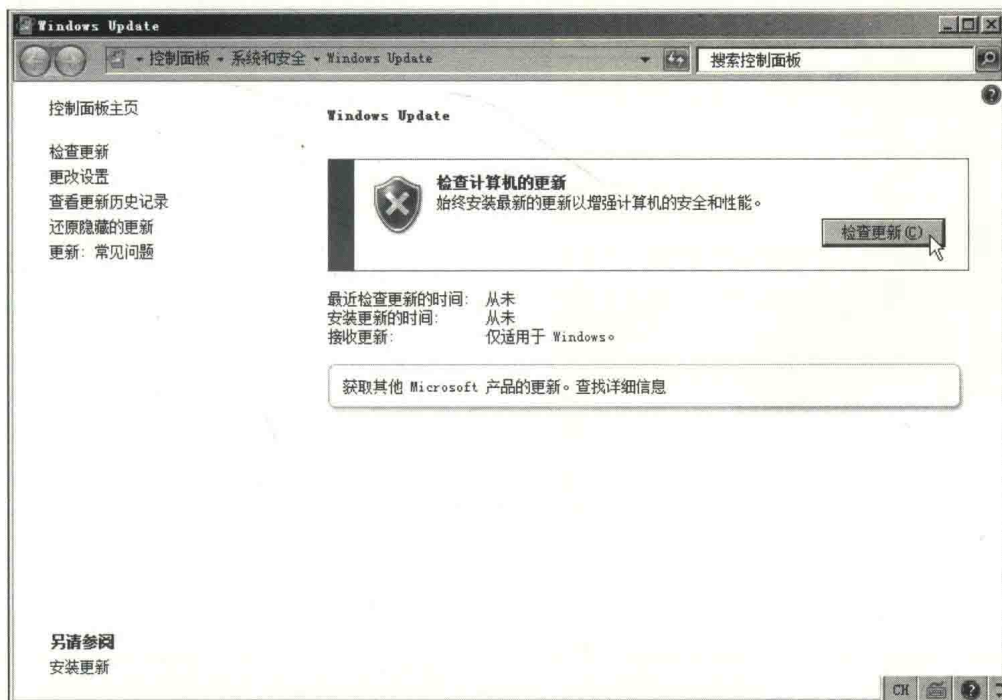 Windows Update
控制面板 系统和安全 Windows Update
搜索控制面板
控制面板主页
检查更新
更改设置
查看更新历史记录
还原隐藏的更新
更新: 常见问题
Windows Update
检查计算机的更新
始终安装最新的更新以增强计算机的安全和性能。
检查更新(C)
最近检查更新的时间: 从未
安装更新的时间: 从未
接收更新: 仅适用于 Windows。
获取其他 Microsoft 产品的更新。查找详细信息
另请参阅
安装更新
CH